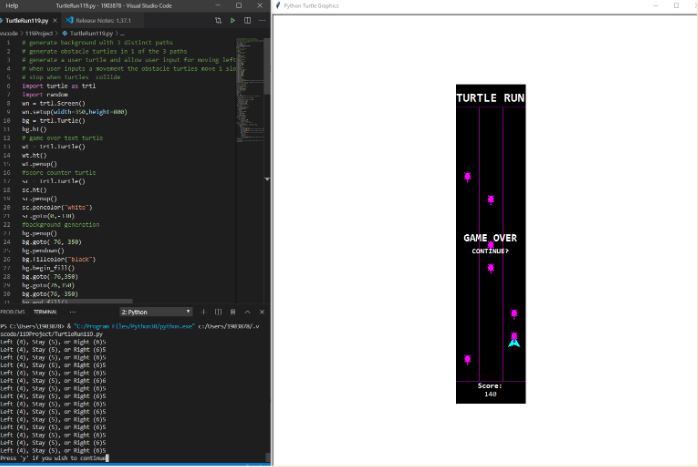 Help
TurtleRun119.py - 1903878 - Visual Studio Code
TurtleRun119.py
Release Notes: 1.37.1
vscode > 119Project > TurtleRun119.py
1 # generate background with 3 distinct paths
2 # generate obstacle turtles in 1 of the 3 paths
3 # generate a user turtle and allow user input for moving left
4 # when user inputs a movement the obstacle turtles move 1 slo
5 # stop when turtles collide
6 import turtle as trtl
7 import random
8 wn = trtl.Screen()
9 wn.setup(width=350,height=800)
10 bg = trtl.Turtle()
11 bg.ht()
12 # game over text turtle
13 wt = trtl.Turtle()
14 wt.ht()
15 wt.penup()
16 #score counter turtle
17 sc = trtl.Turtle()
18 sc.ht()
19 sc.penup()
20 sc.pencolor("white")
21 sc.goto(0,-330)
22 #background generation
23 bg.penup()
24 bg.goto(-76, 350)
25 bg.pendown()
26 bg.fillcolor("black")
27 bg.begin_fill()
28 bg.goto(-76,350)
29 bg.goto(76,350)
30 bg.goto(76,-350)
31 bg.end_fill()
PROBLEMS TERMINAL ... 2: Python
PS C:\Users\1903878> & "C:/Program Files/Python38/python.exe" c:/Users/1903878/.v
scode/119Project/TurtleRun119.py
Left (4), Stay (5), or Right (6)5
Left (4), Stay (5), or Right (6)5
Left (4), Stay (5), or Right (6)5
Left (4), Stay (5), or Right (6)5
Left (4), Stay (5), or Right (6)5
Left (4), Stay (5), or Right (6)6
Left (4), Stay (5), or Right (6)5
Left (4), Stay (5), or Right (6)5
Left (4), Stay (5), or Right (6)5
Left (4), Stay (5), or Right (6)5
Left (4), Stay (5), or Right (6)5
Left (4), Stay (5), or Right (6)5
Left (4), Stay (5), or Right (6)5
Left (4), Stay (5), or Right (6)5
Left (4), Stay (5), or Right (6)5
Press 'y' if you wish to continue
Python Turtle Graphics
TURTLE RUN
GAME OVER
CONTINUE?
Score:
140